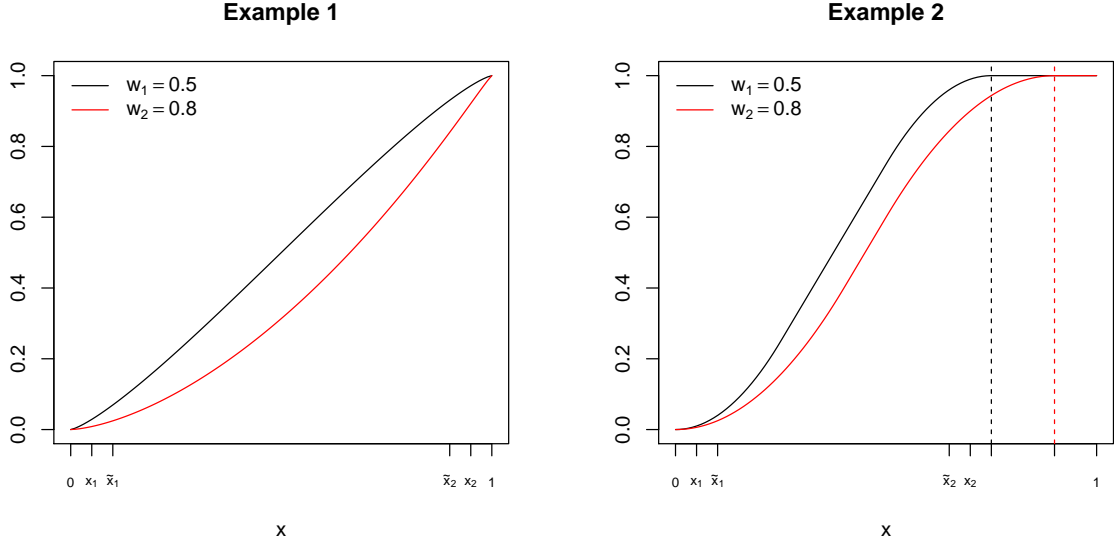 Example 1
w₁ = 0.5
w₂ = 0.8
1.0
0.8
0.6
0.4
0.2
0.0
0 x₁ x̃₁ x̃₂ x₂ 1
x
Example 2
w₁ = 0.5
w₂ = 0.8
1.0
0.8
0.6
0.4
0.2
0.0
0 x₁ x̃₁ x̃₂ x₂ 1
x